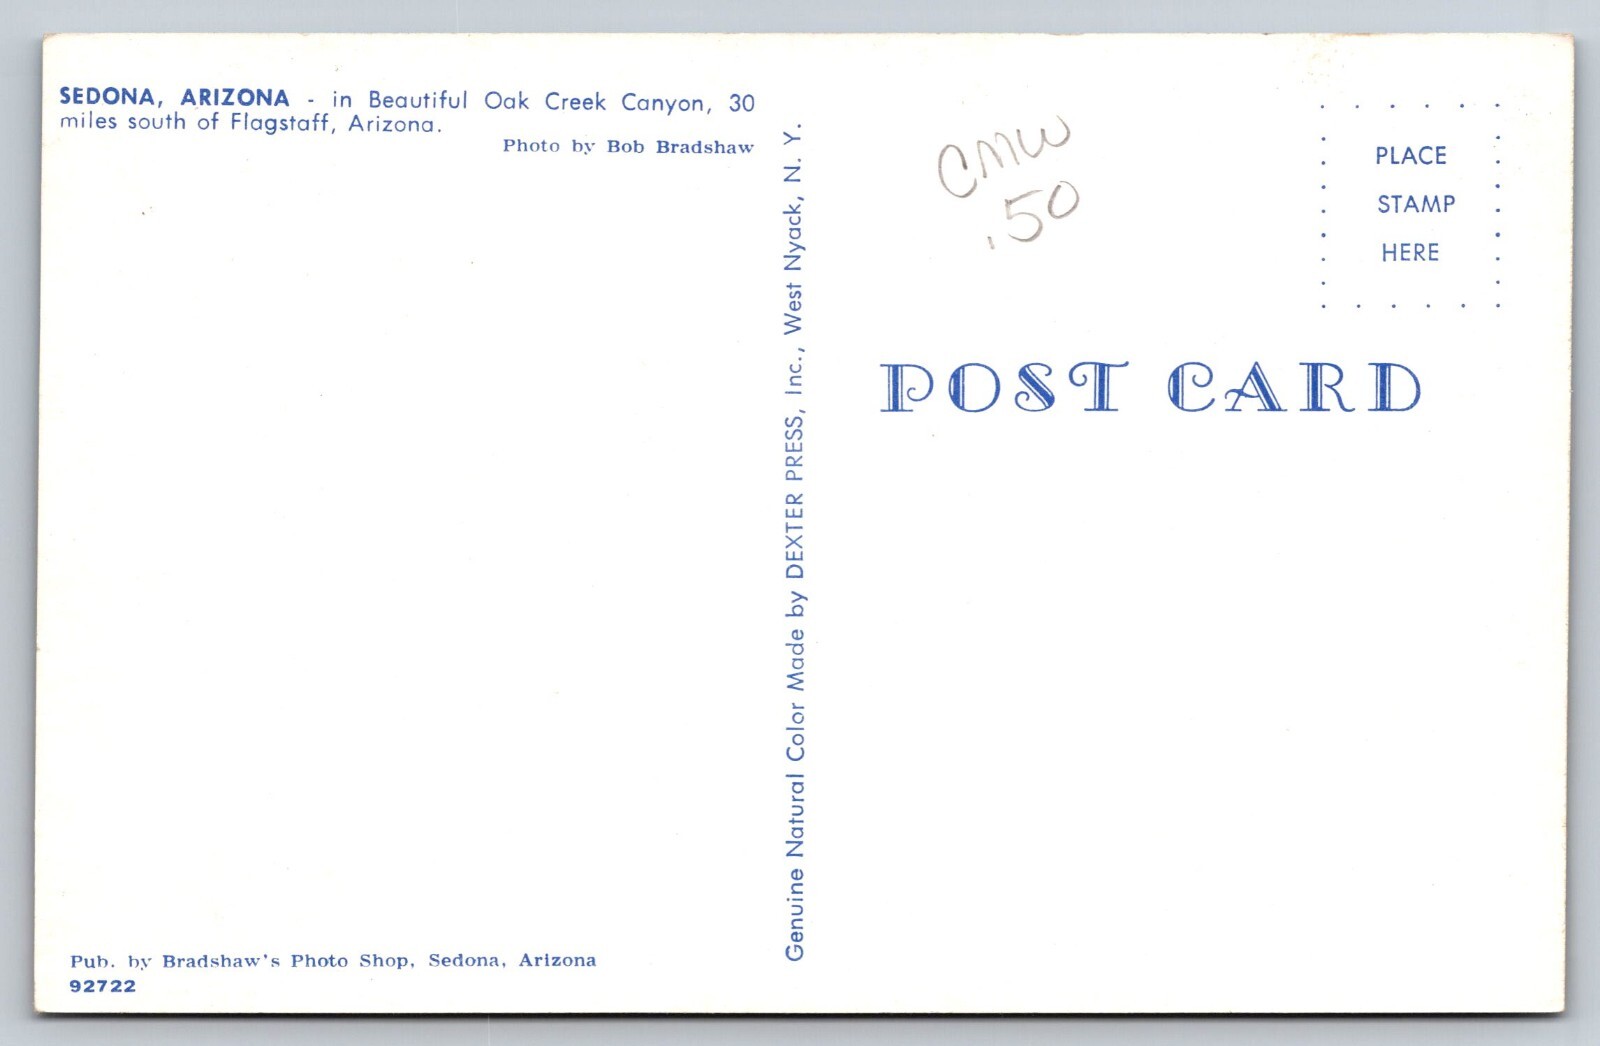 SEDONA, ARIZONA - in Beautiful Oak Creek Canyon, 30
miles south of Flagstaff, Arizona.
Photo by Bob Bradshaw
Pub. by Bradshaw's Photo Shop, Sedona, Arizona
92722
Genuine Natural Color Made by DEXTER PRESS, Inc., West Nyack, N. Y.
CMW
.50
PLACE
STAMP
HERE
POST CARD